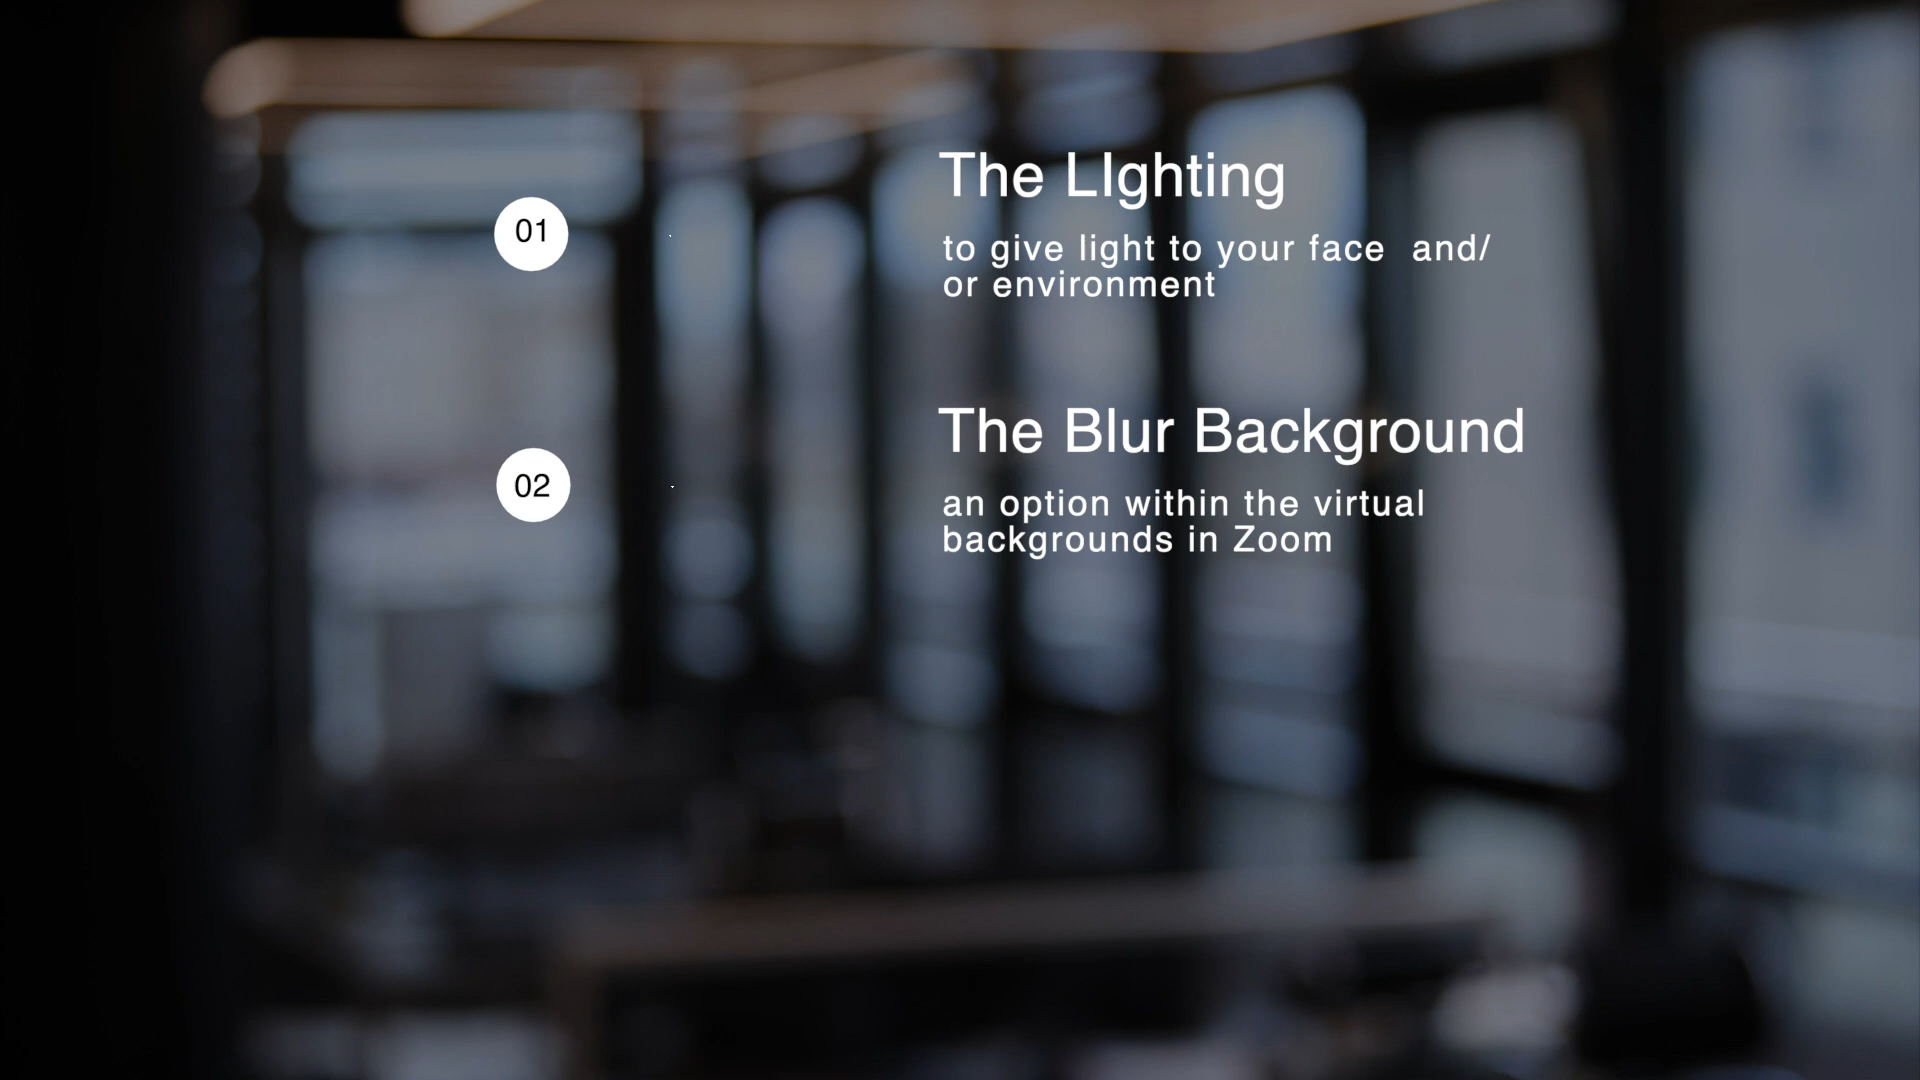 01
The LIghting
to give light to your face  and/
or environment
02
The Blur Background
an option within the virtual
backgrounds in Zoom